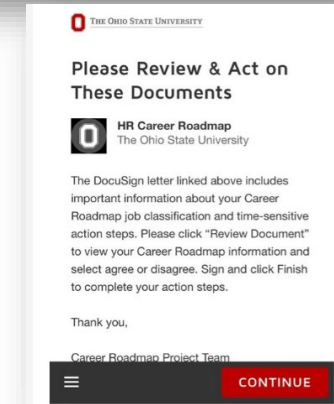 THE OHIO STATE UNIVERSITY
Please Review & Act on
These Documents
HR Career Roadmap
The Ohio State University
The DocuSign letter linked above includes
important information about your Career
Roadmap job classification and time-sensitive
action steps. Please click "Review Document"
to view your Career Roadmap information and
select agree or disagree. Sign and click Finish
to complete your action steps.
Thank you,
Career Roadmap Project Team
CONTINUE